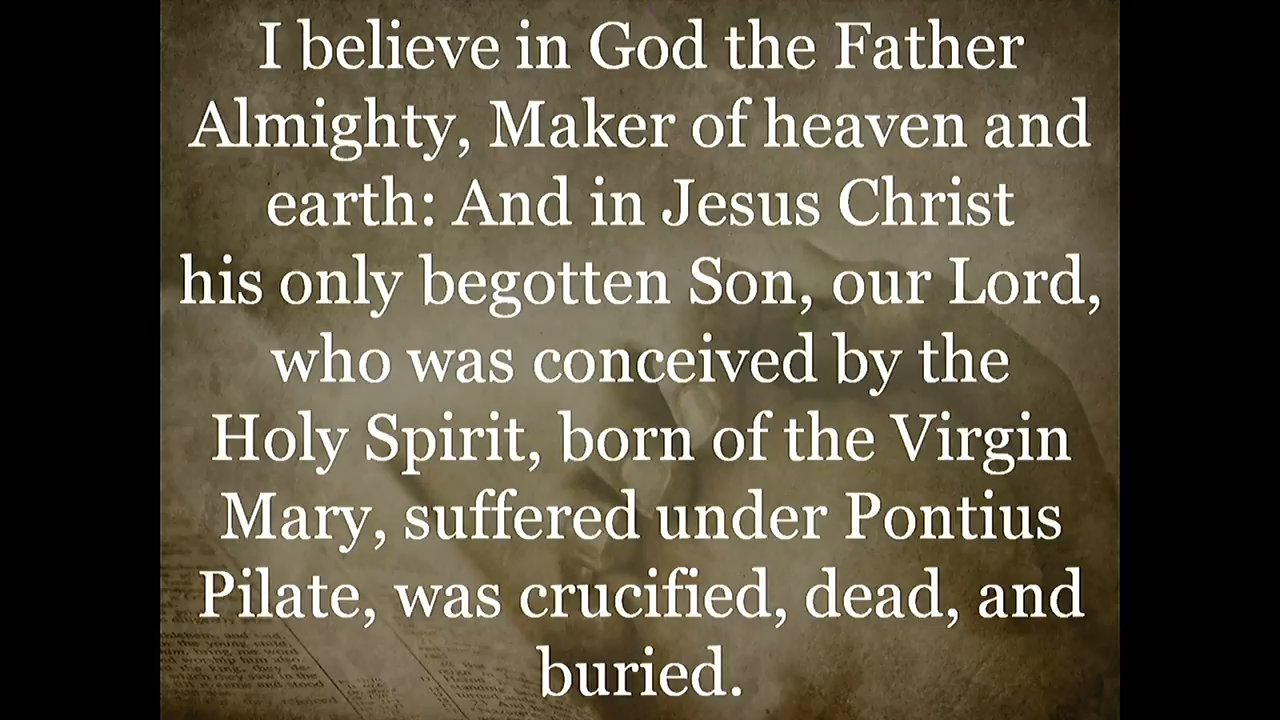 I believe in God the Father
Almighty, Maker of heaven and
earth: And in Jesus Christ
his only begotten Son, our Lord,
who was conceived by the
Holy Spirit, born of the Virgin
Mary, suffered under Pontius
Pilate, was crucified, dead, and
buried.